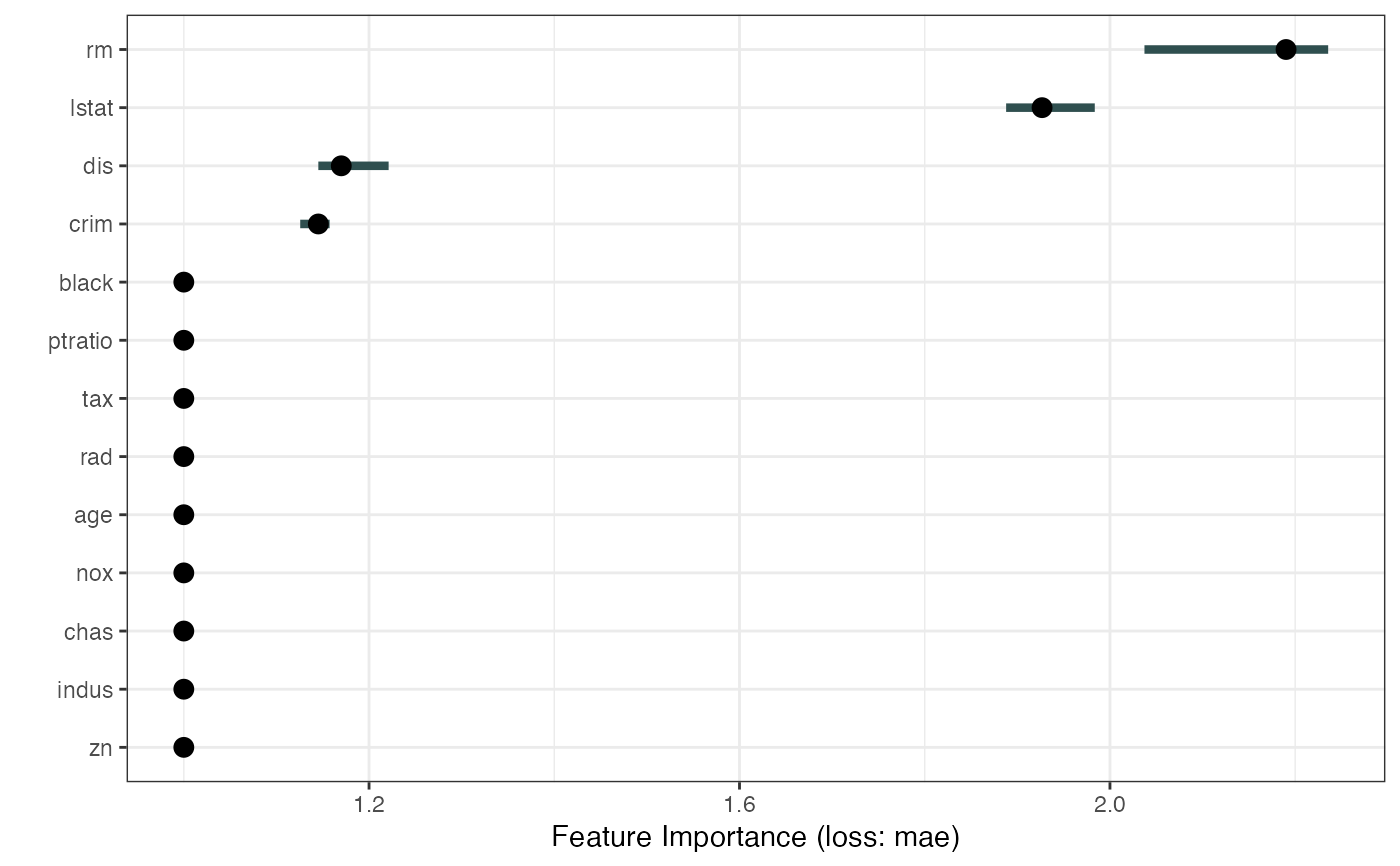 rm
lstat
dis
crim
black
ptratio
tax
rad
age
nox
chas
indus
zn
1.2 1.6 2.0
Feature Importance (loss: mae)